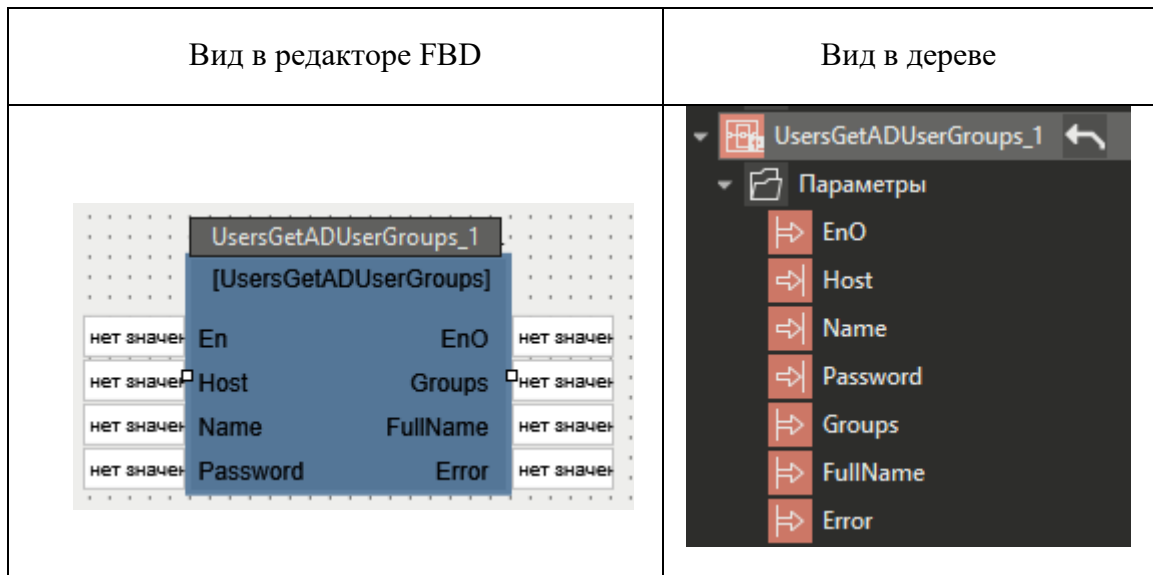 Вид в редакторе FBD
Вид в дереве
UsersGetADUserGroups_1
[UsersGetADUserGroups]
нет значен En EnO нет значен
нет значен Host Groups нет значен
нет значен Name FullName нет значен
нет значен Password Error нет значен
UsersGetADUserGroups_1
Параметры
EnO
Host
Name
Password
Groups
FullName
Error